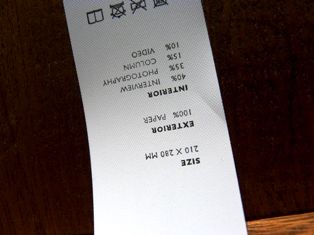 SIZE
210 X 280 MM
EXTERIOR
100% PAPER
INTERIOR
40% INTERVIEW
35% PHOTOGRAPHY
15% COLUMN
10% VIDEO